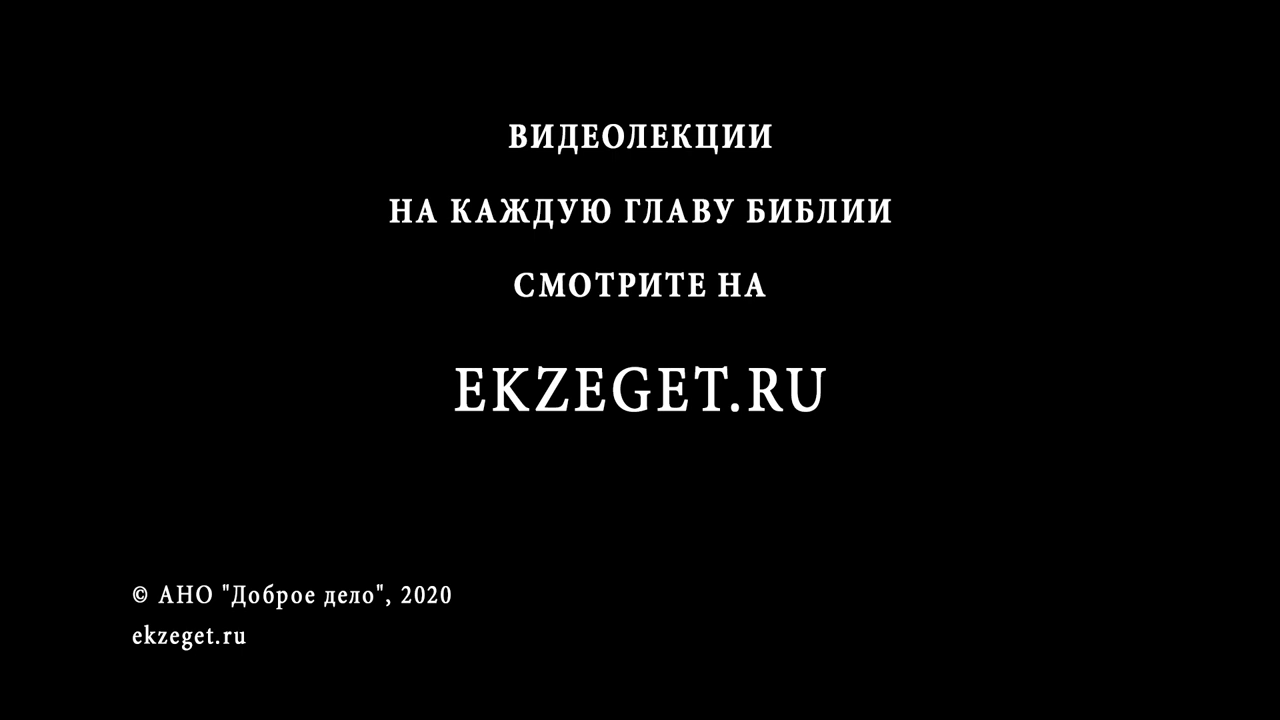 ВИДЕОЛЕКЦИИ
НА КАЖДУЮ ГЛАВУ БИБЛИИ
СМОТРИТЕ НА
EKZEGET.RU
© АНО "Доброе дело", 2020
ekzeget.ru